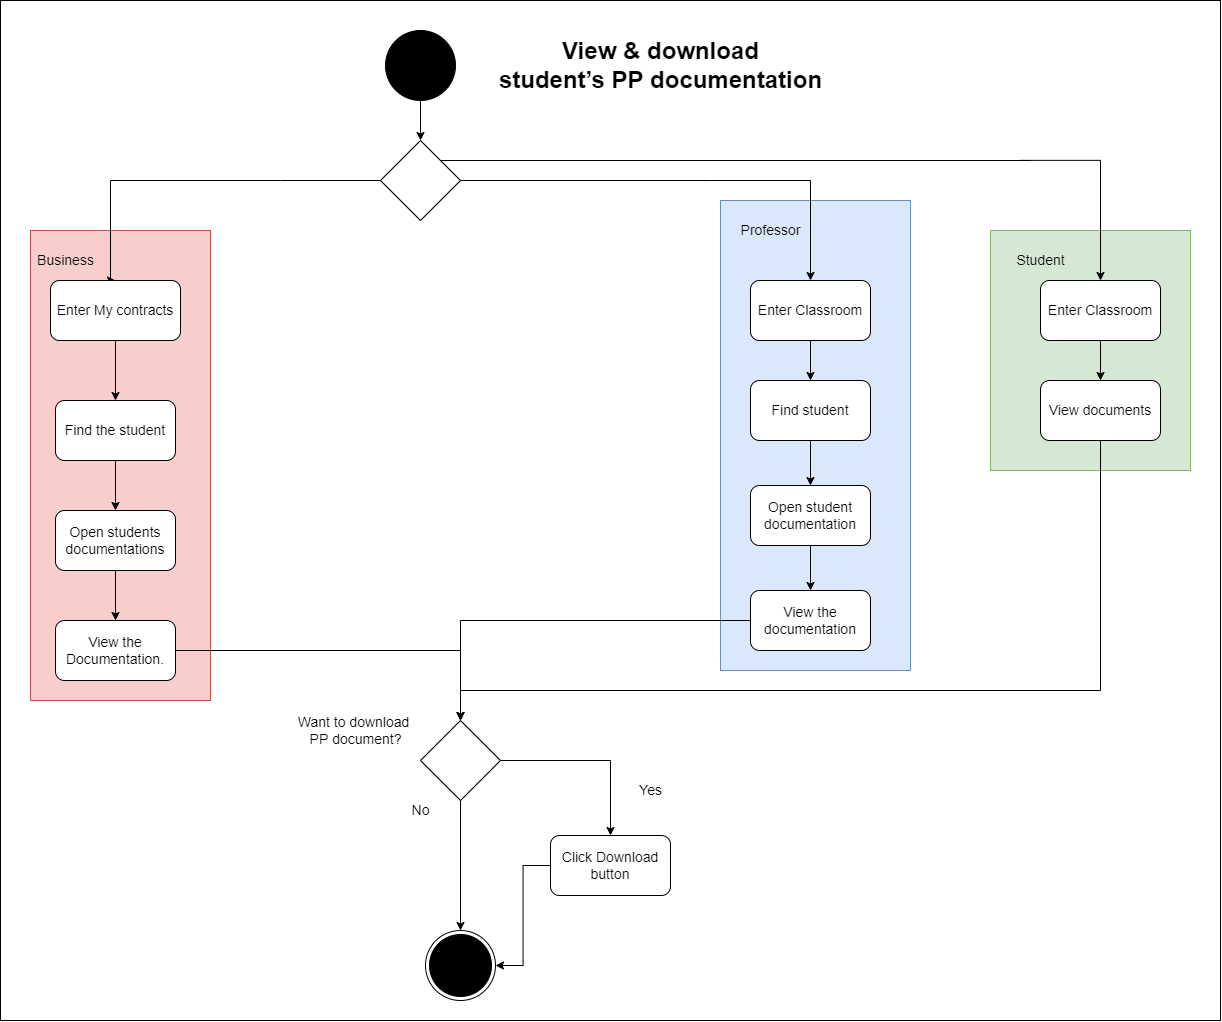 View & download
student's PP documentation
Business
Enter My contracts
Find the student
Open students
documentations
View the
Documentation.
Professor
Enter Classroom
Find student
Open student
documentation
View the
documentation
Student
Enter Classroom
View documents
Want to download
PP document?
Yes
No
Click Download
button